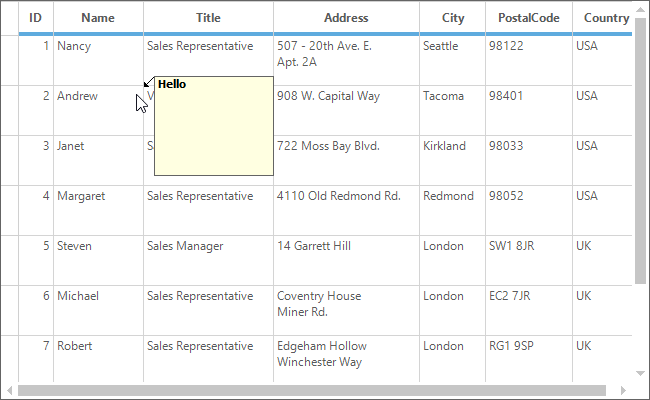 ID Name Title Address City PostalCode Country
1 Nancy Sales Representative 507 - 20th Ave. E. Seattle 98122 USA
Apt. 2A
Hello
2 Andrew V 908 W. Capital Way Tacoma 98401 USA
3 Janet S 722 Moss Bay Blvd. Kirkland 98033 USA
4 Margaret Sales Representative 4110 Old Redmond Rd. Redmond 98052 USA
5 Steven Sales Manager 14 Garrett Hill London SW1 8JR UK
6 Michael Sales Representative Coventry House London EC2 7JR UK
Miner Rd.
7 Robert Sales Representative Edgeham Hollow London RG1 9SP UK
Winchester Way